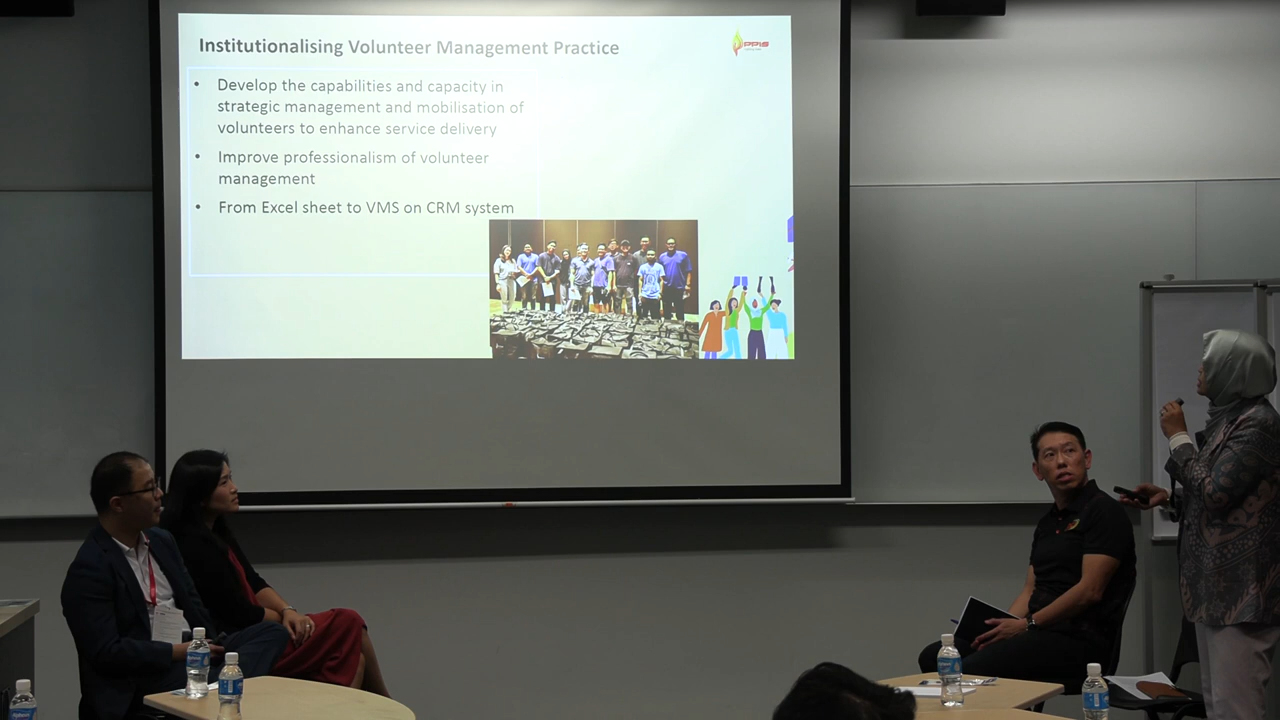 Institutionalising Volunteer Management Practice
PPIS
• Develop the capabilities and capacity in
strategic management and mobilisation of
volunteers to enhance service delivery
• Improve professionalism of volunteer
management
• From Excel sheet to VMS on CRM system